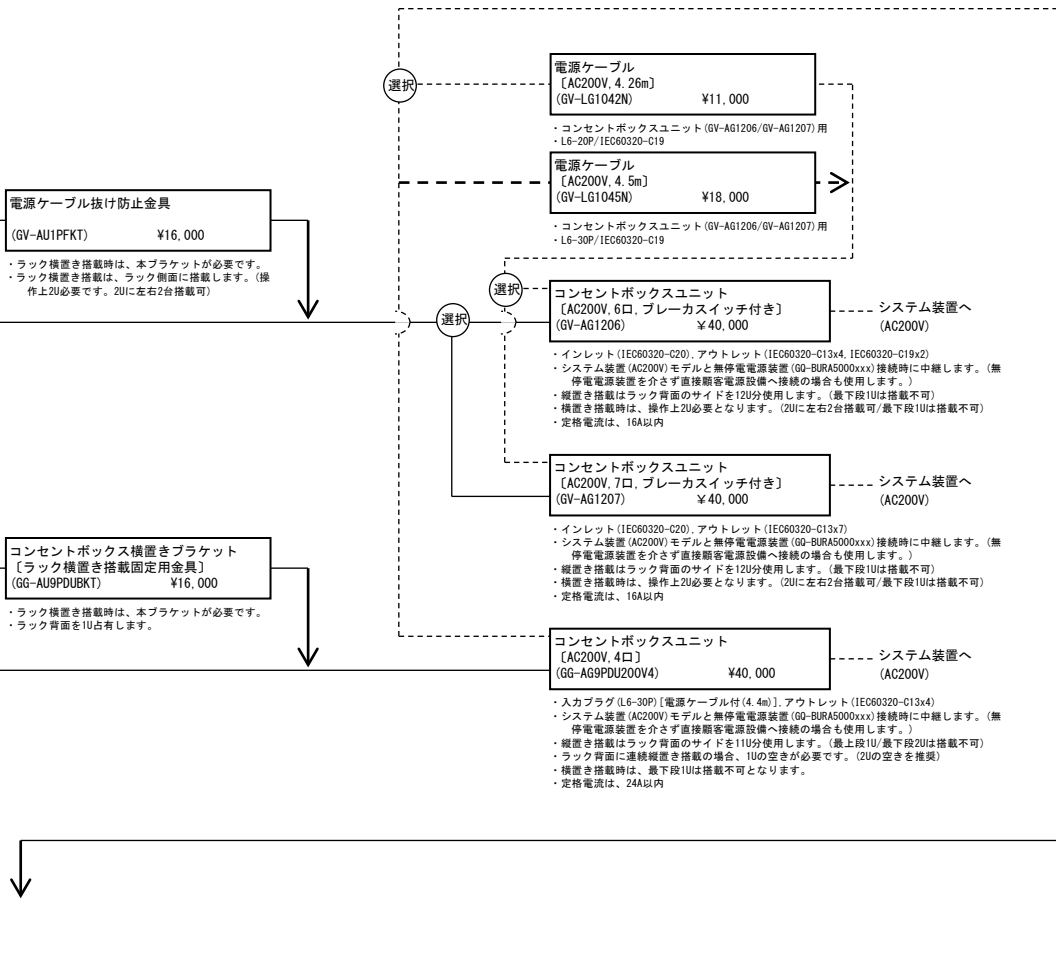 選択
電源ケーブル
〔AC200V, 4.26m〕
(GV-LG1042N) ¥11,000
・コンセントボックスユニット(GV-AG1206/GV-AG1207)用
・L6-20P/IEC60320-C19
電源ケーブル
〔AC200V, 4.5m〕
(GV-LG1045N) ¥18,000
・コンセントボックスユニット(GV-AG1206/GV-AG1207)用
・L6-30P/IEC60320-C19
電源ケーブル抜け防止金具
(GV-AU1PFKT) ¥16,000
・ラック横置き搭載時は、本ブラケットが必要です。
・ラック横置き搭載は、ラック側面に搭載します。(操
作上2U必要です。2Uに左右2台搭載可)
選択
選択
コンセントボックスユニット
〔AC200V, 6口, ブレーカスイッチ付き〕
(GV-AG1206) ¥40,000
システム装置へ
(AC200V)
・インレット(IEC60320-C20), アウトレット(IEC60320-C13x4, IEC60320-C19x2)
・システム装置(AC200V)モデルと無停電電源装置(GQ-BURA5000xxx)接続時に中継します。(無
停電電源装置を介さず直接顧客電源設備へ接続の場合も使用します。)
・縦置き搭載はラック背面のサイドを12U分使用します。(最下段1Uは搭載不可)
・横置き搭載時は、操作上2U必要となります。(2Uに左右2台搭載可/最下段1Uは搭載不可)
・定格電流は、16A以内
コンセントボックスユニット
〔AC200V, 7口, ブレーカスイッチ付き〕
(GV-AG1207) ¥40,000
システム装置へ
(AC200V)
・インレット(IEC60320-C20), アウトレット(IEC60320-C13x7)
・システム装置(AC200V)モデルと無停電電源装置(GQ-BURA5000xxx)接続時に中継します。(無
停電電源装置を介さず直接顧客電源設備へ接続の場合も使用します。)
・縦置き搭載はラック背面のサイドを12U分使用します。(最下段1Uは搭載不可)
・横置き搭載時は、操作上2U必要となります。(2Uに左右2台搭載可/最下段1Uは搭載不可)
・定格電流は、16A以内
コンセントボックス横置きブラケット
〔ラック横置き搭載固定用金具〕
(GG-AU9PDUBKT) ¥16,000
・ラック横置き搭載時は、本ブラケットが必要です。
・ラック背面を1U占有します。
コンセントボックスユニット
〔AC200V, 4口〕
(GG-AG9PDU200V4) ¥40,000
システム装置へ
(AC200V)
・入力プラグ(L6-30P)[電源ケーブル付(4.4m)], アウトレット(IEC60320-C13x4)
・システム装置(AC200V)モデルと無停電電源装置(GQ-BURA5000xxx)接続時に中継します。(無
停電電源装置を介さず直接顧客電源設備へ接続の場合も使用します。)
・縦置き搭載はラック背面のサイドを11U分使用します。(最上段1U/最下段2Uは搭載不可)
・ラック背面に連続縦置き搭載の場合、1Uの空きが必要です。(2Uの空きを推奨)
・横置き搭載時は、最下段1Uは搭載不可となります。
・定格電流は、24A以内